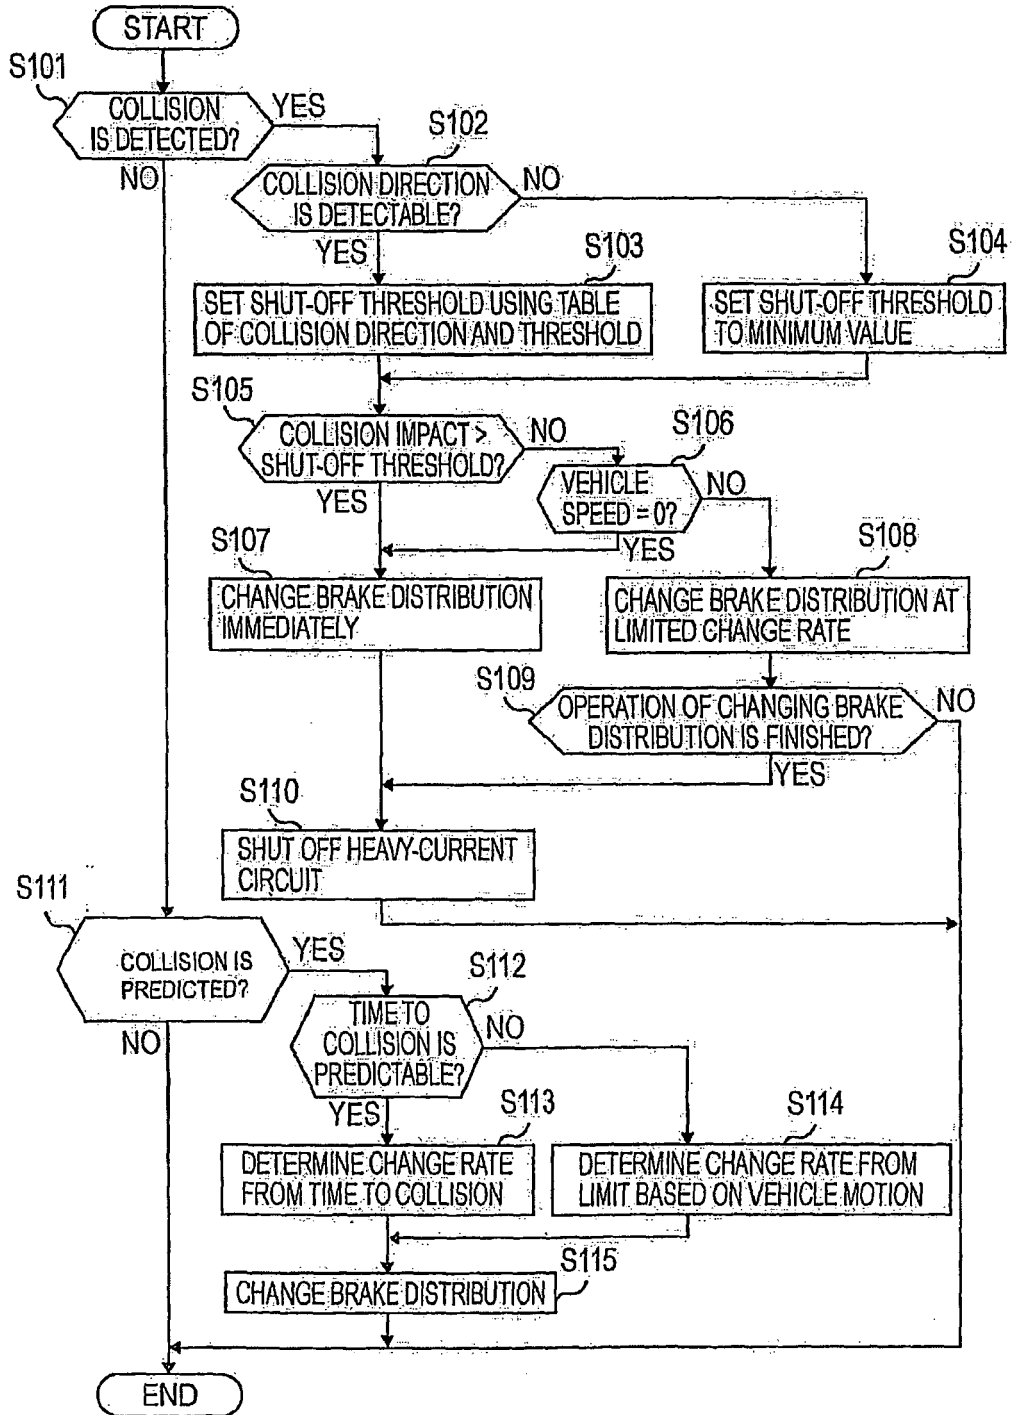 START
S101
COLLISION
IS DETECTED?
YES
NO
S102
COLLISION DIRECTION
IS DETECTABLE?
NO
YES
S103
SET SHUT-OFF THRESHOLD USING TABLE
OF COLLISION DIRECTION AND THRESHOLD
S104
SET SHUT-OFF THRESHOLD
TO MINIMUM VALUE
S105
COLLISION IMPACT >
SHUT-OFF THRESHOLD?
NO
YES
S106
VEHICLE
SPEED = 0?
NO
YES
S107
CHANGE BRAKE DISTRIBUTION
IMMEDIATELY
S108
CHANGE BRAKE DISTRIBUTION AT
LIMITED CHANGE RATE
S109
OPERATION OF CHANGING BRAKE
DISTRIBUTION IS FINISHED?
NO
YES
S110
SHUT OFF HEAVY-CURRENT
CIRCUIT
S111
COLLISION IS
PREDICTED?
YES
NO
S112
TIME TO
COLLISION IS
PREDICTABLE?
NO
YES
S113
DETERMINE CHANGE RATE
FROM TIME TO COLLISION
S114
DETERMINE CHANGE RATE FROM
LIMIT BASED ON VEHICLE MOTION
S115
CHANGE BRAKE DISTRIBUTION
END